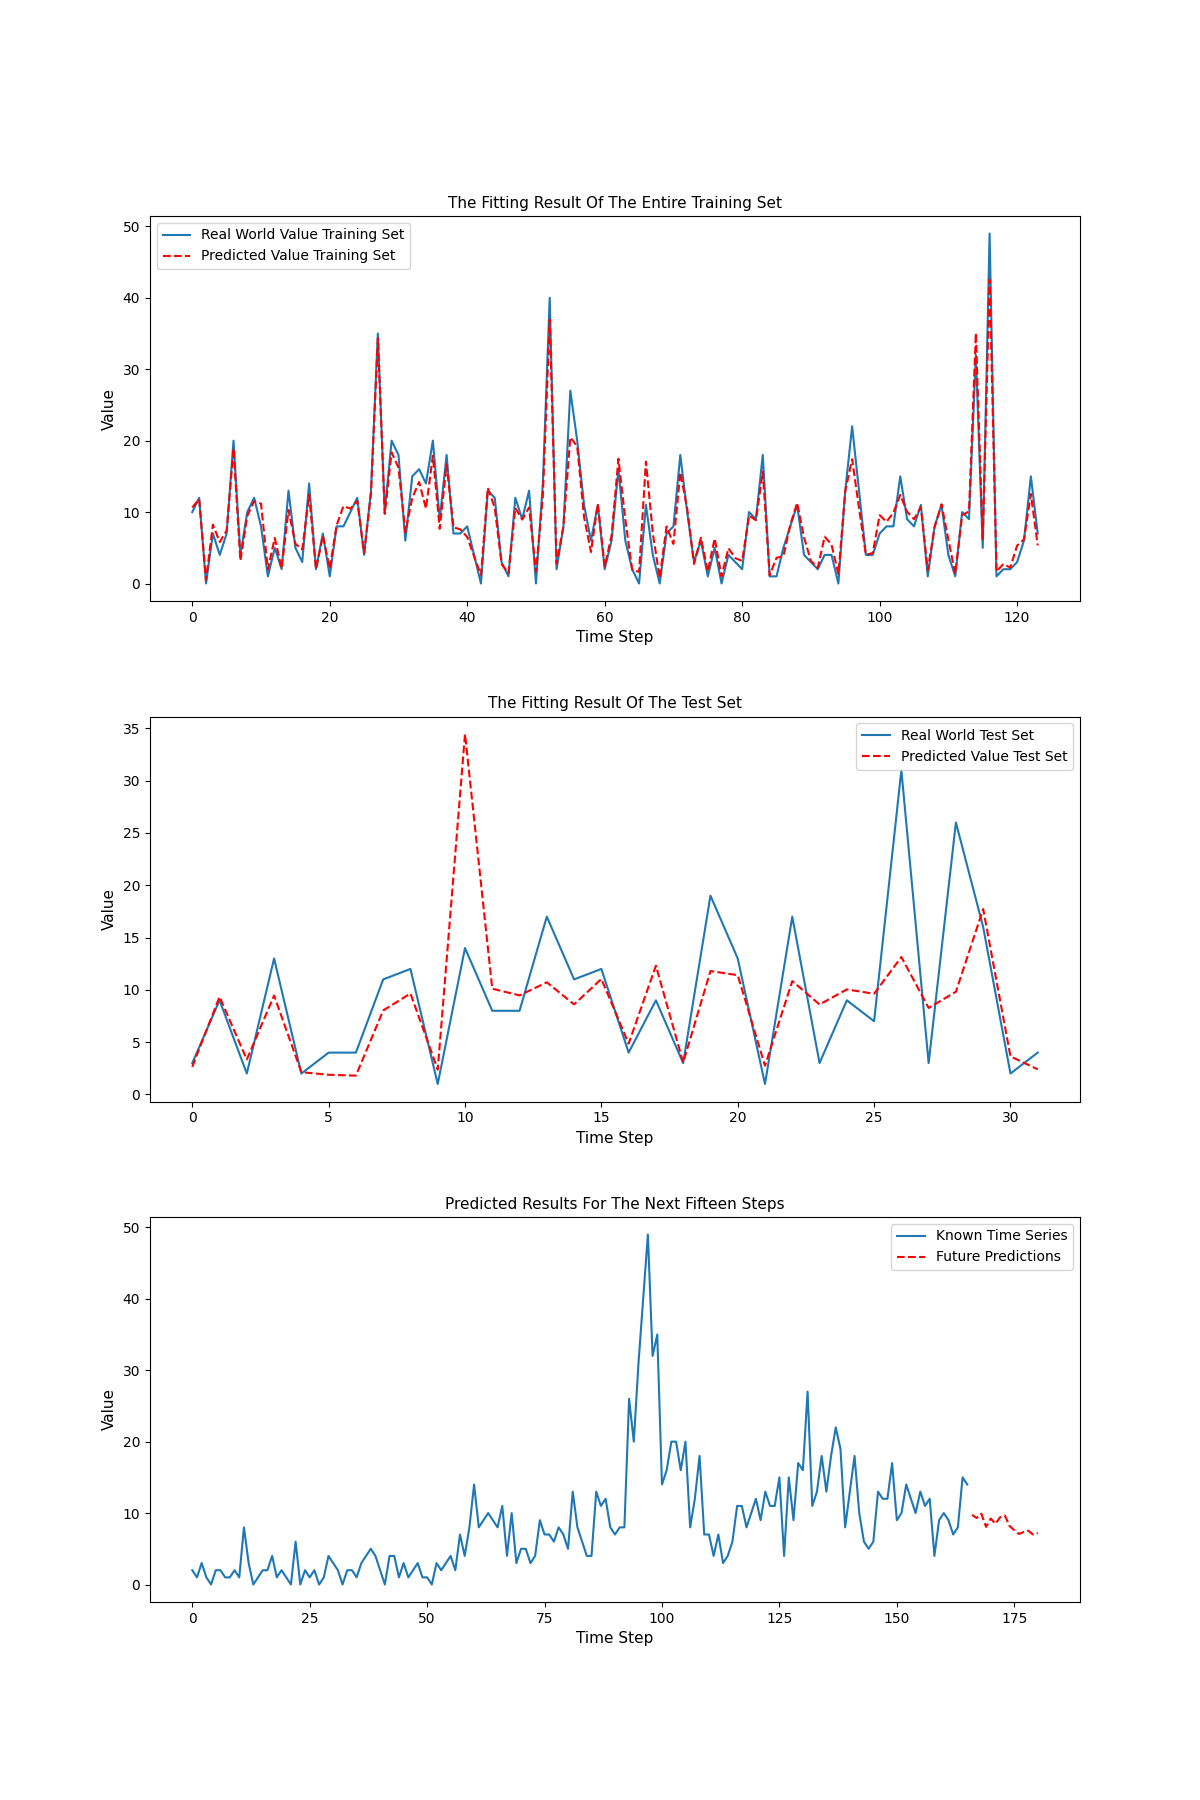 The Fitting Result Of The Entire Training Set
Real World Value Training Set
Predicted Value Training Set
Value
50
40
30
20
10
0
0 20 40 60 80 100 120
Time Step
The Fitting Result Of The Test Set
Real World Test Set
Predicted Value Test Set
Value
35
30
25
20
15
10
5
0
0 5 10 15 20 25 30
Time Step
Predicted Results For The Next Fifteen Steps
Known Time Series
Future Predictions
Value
50
40
30
20
10
0
0 25 50 75 100 125 150 175
Time Step